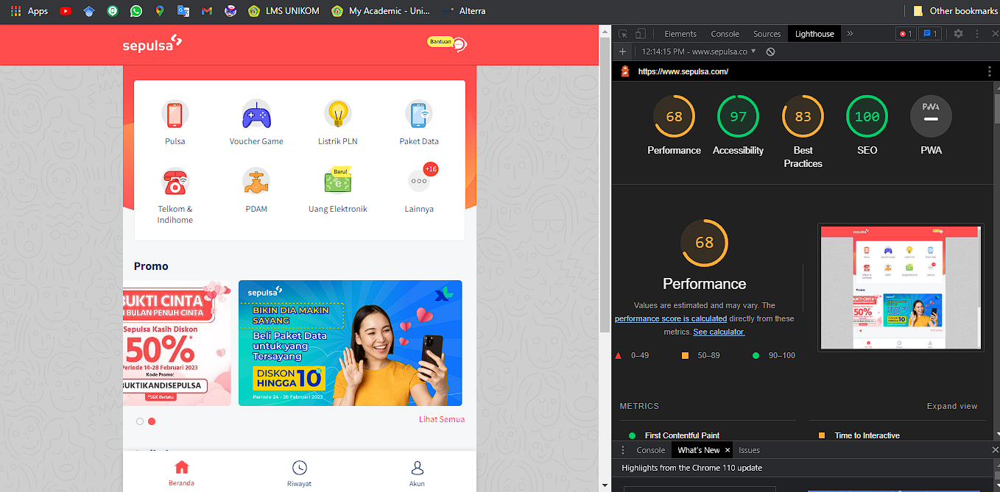 Apps
LMS UNIKOM
My Academic - Uni...
Alterra
Other bookmarks
sepulsa
Bantuan
Pulsa
Voucher Game
Listrik PLN
Paket Data
Baru!
+16
Telkom &
Indihome
PDAM
Uang Elektronik
Lainnya
Promo
BUKTI CINTA
BULAN PENUH CINTA
Sepulsa Kasih Diskon
50%*
Periode 14-28 Februari 2023
Kode Promo:
BUKTIKANDISEPULSA
*S&K Berlaku
sepulsa
XL
BIKIN DIA MAKIN
SAYANG
Beli Paket Data
untuk yang
Tersayang
DISKON
HINGGA 10%
Periode 24 - 28 Februari 2023
Lihat Semua
Beranda
Riwayat
Akun
Elements
Console
Sources
Lighthouse
1
1
12:14:15 PM - www.sepulsa.co
https://www.sepulsa.com/
68
97
83
100
PWA
Performance
Accessibility
Best
Practices
SEO
PWA
68
Performance
Values are estimated and may vary. The
performance score is calculated directly from these
metrics. See calculator.
0–49
50–89
90–100
METRICS
Expand view
First Contentful Paint
Time to Interactive
Console
What's New
Issues
Highlights from the Chrome 110 update